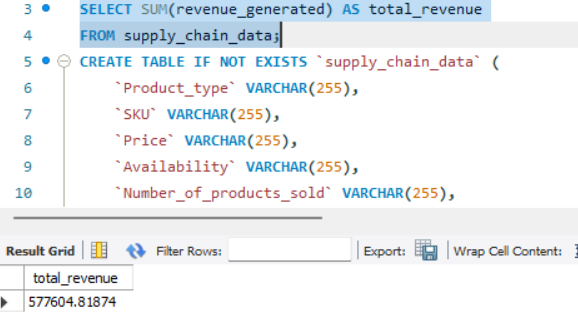 3 SELECT SUM(revenue_generated) AS total_revenue
4 FROM supply_chain_data;
5 CREATE TABLE IF NOT EXISTS `supply_chain_data` (
6 `Product_type` VARCHAR(255),
7 `SKU` VARCHAR(255),
8 `Price` VARCHAR(255),
9 `Availability` VARCHAR(255),
10 `Number_of_products_sold` VARCHAR(255),
Result Grid Filter Rows: Export: Wrap Cell Content:
total_revenue
577604.81874